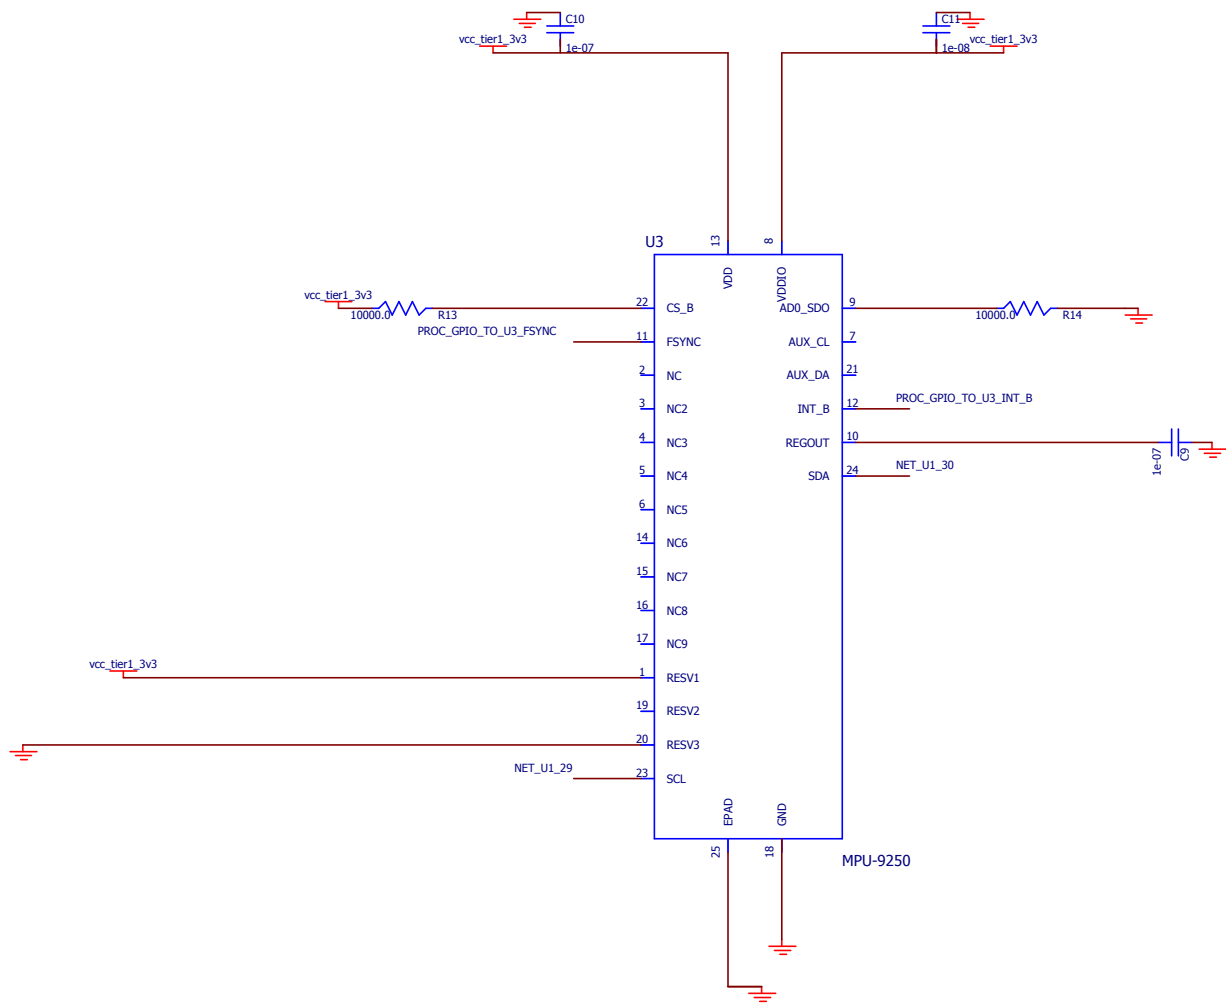 C10
C11
vcc_tier1_3v3
vcc_tier1_3v3
1e-07
1e-08
U3
13
8
VDD
VDDIO
vcc_tier1_3v3
10000.0
R13
22
CS_B
AD0_SDO
9
10000.0
R14
PROC_GPIO_TO_U3_FSYNC
11
FSYNC
AUX_CL
7
2
NC
AUX_DA
21
3
NC2
INT_B
12
PROC_GPIO_TO_U3_INT_B
4
NC3
REGOUT
10
1e-07
C9
5
NC4
SDA
24
NET_U1_30
6
NC5
14
NC6
15
NC7
16
NC8
17
NC9
vcc_tier1_3v3
1
RESV1
19
RESV2
20
RESV3
NET_U1_29
23
SCL
EPAD
GND
25
18
MPU-9250